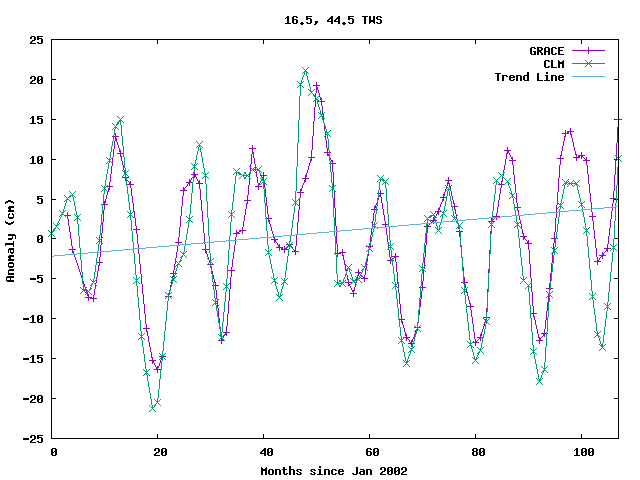 16.5, 44.5 TWS
GRACE
CLM
Trend Line
25
20
15
10
5
0
-5
-10
-15
-20
-25
Anomaly (cm)
0 20 40 60 80 100
Months since Jan 2002